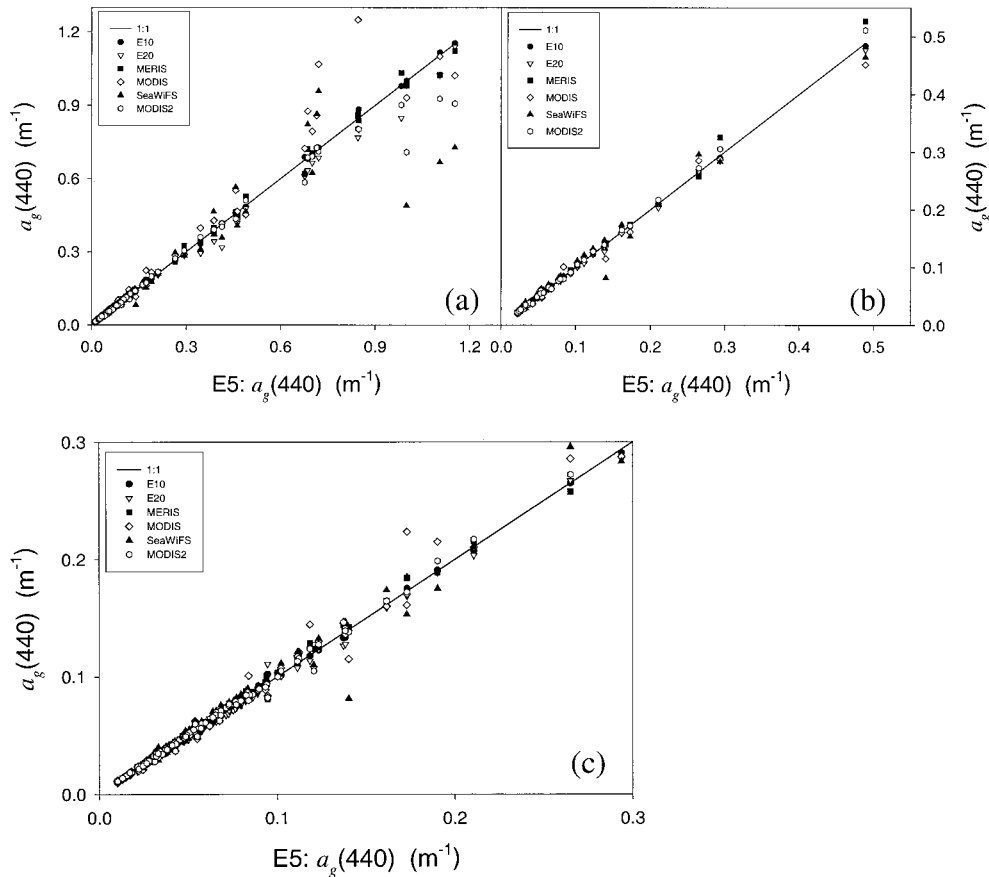 1.2
0.9
0.6
0.3
0.0
a_g(440) (m⁻¹)
1:1
E10
E20
MERIS
MODIS
SeaWiFS
MODIS2
(a)
0.0 0.3 0.6 0.9 1.2
E5: a_g(440) (m⁻¹)
1:1
E10
E20
MERIS
MODIS
SeaWiFS
MODIS2
(b)
0.5
0.4
0.3
0.2
0.1
0.0
a_g(440) (m⁻¹)
0.1 0.2 0.3 0.4 0.5
E5: a_g(440) (m⁻¹)
0.3
0.2
0.1
0.0
a_g(440) (m⁻¹)
1:1
E10
E20
MERIS
MODIS
SeaWiFS
MODIS2
(c)
0.0 0.1 0.2 0.3
E5: a_g(440) (m⁻¹)